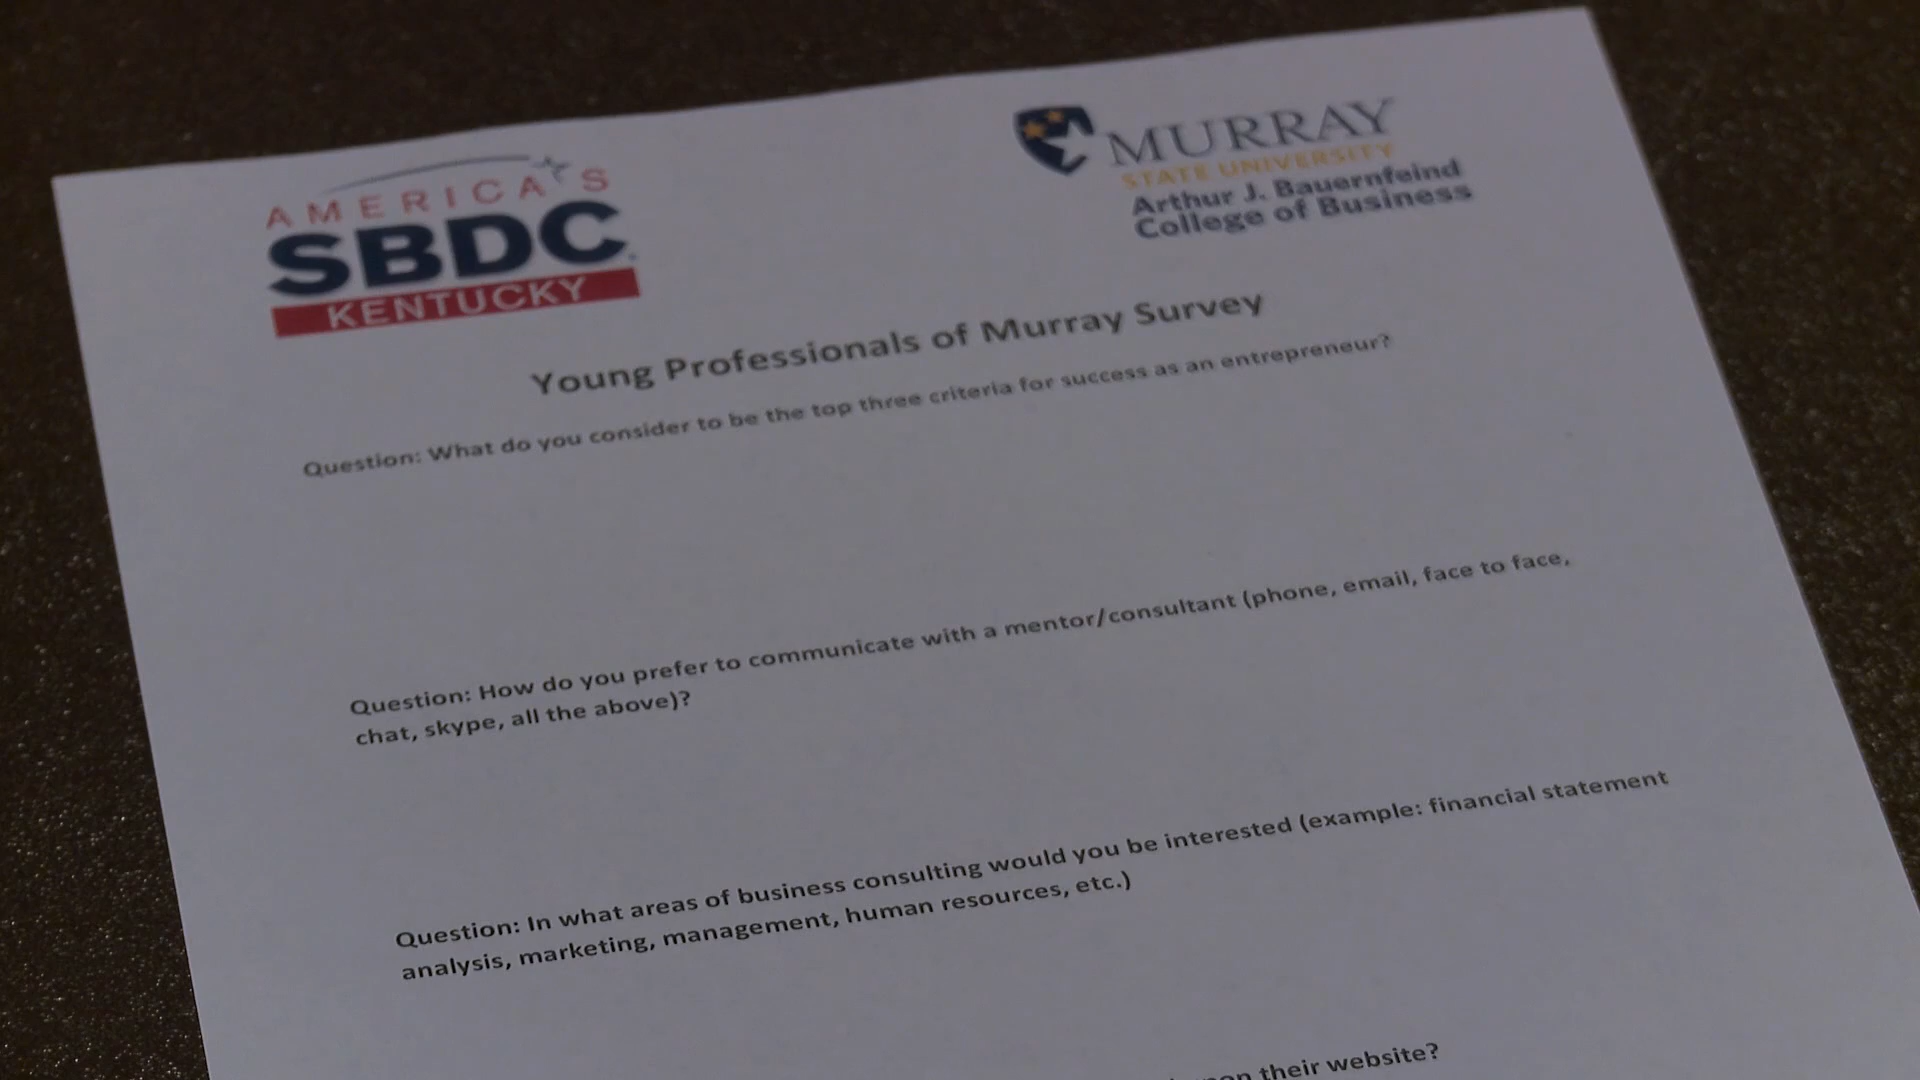 AMERICA'S
SBDC
KENTUCKY
MURRAY
STATE UNIVERSITY
Arthur J. Bauernfeind
College of Business
Young Professionals of Murray Survey
Question: What do you consider to be the top three criteria for success as an entrepreneur?
Question: How do you prefer to communicate with a mentor/consultant (phone, email, face to face,
chat, skype, all the above)?
Question: In what areas of business consulting would you be interested (example: financial statement
analysis, marketing, management, human resources, etc.)
on their website?